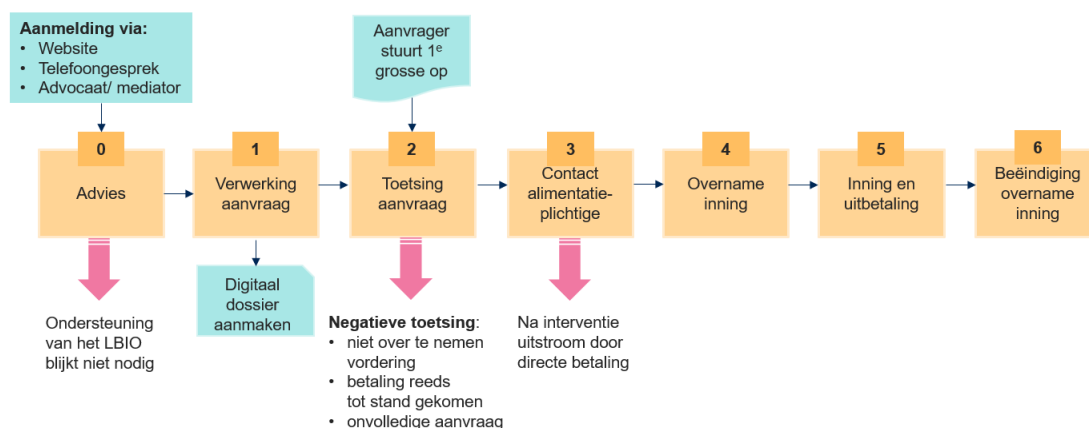 Aanmelding via:
• Website
• Telefoongesprek
• Advocaat/ mediator
Aanvrager
stuurt 1e
grosse op
0
Advies
1
Verwerking
aanvraag
2
Toetsing
aanvraag
3
Contact
alimentatie-
plichtige
4
Overname
inning
5
Inning en
uitbetaling
6
Beëindiging
overname
inning
Ondersteuning
van het LBIO
blijkt niet nodig
Digitaal
dossier
aanmaken
Negatieve toetsing:
• niet over te nemen
vordering
• betaling reeds
tot stand gekomen
• onvolledige aanvraag
Na interventie
uitstroom door
directe betaling